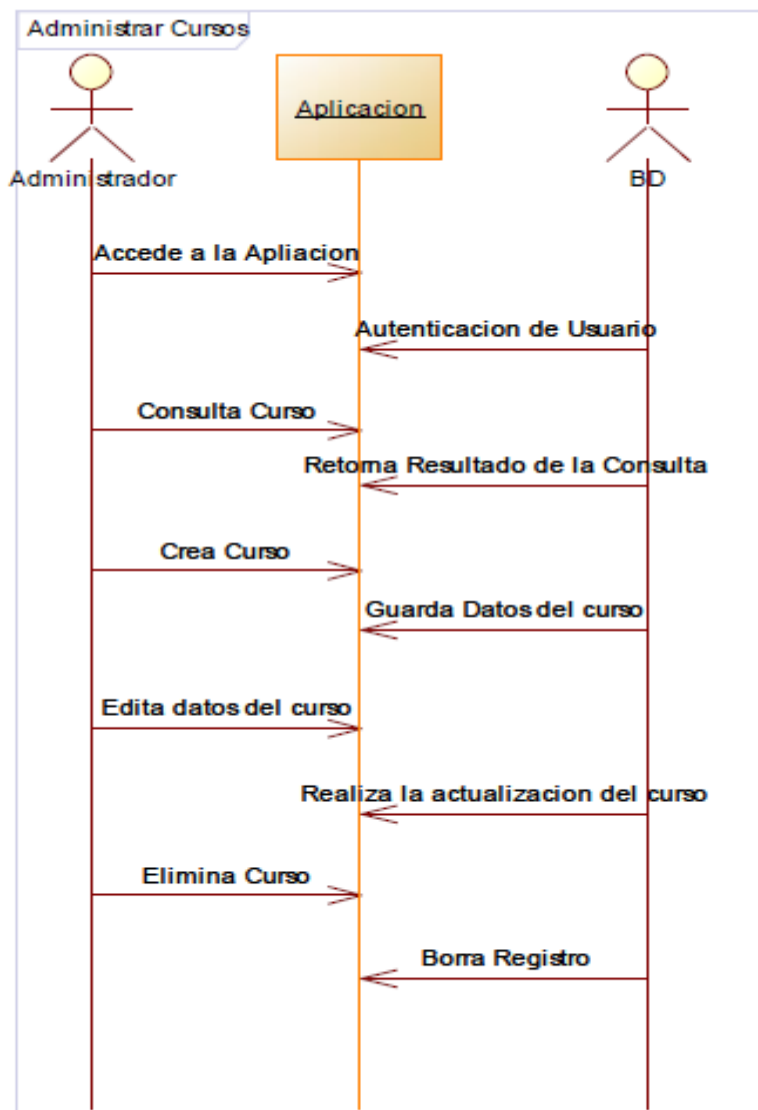 Administrar Cursos
Aplicacion
Administrador
BD
Accede a la Apliacion
Autenticacion de Usuario
Consulta Curso
Retorna Resultado de la Consulta
Crea Curso
Guarda Datos del curso
Edita datos del curso
Realiza la actualizacion del curso
Elimina Curso
Borra Registro